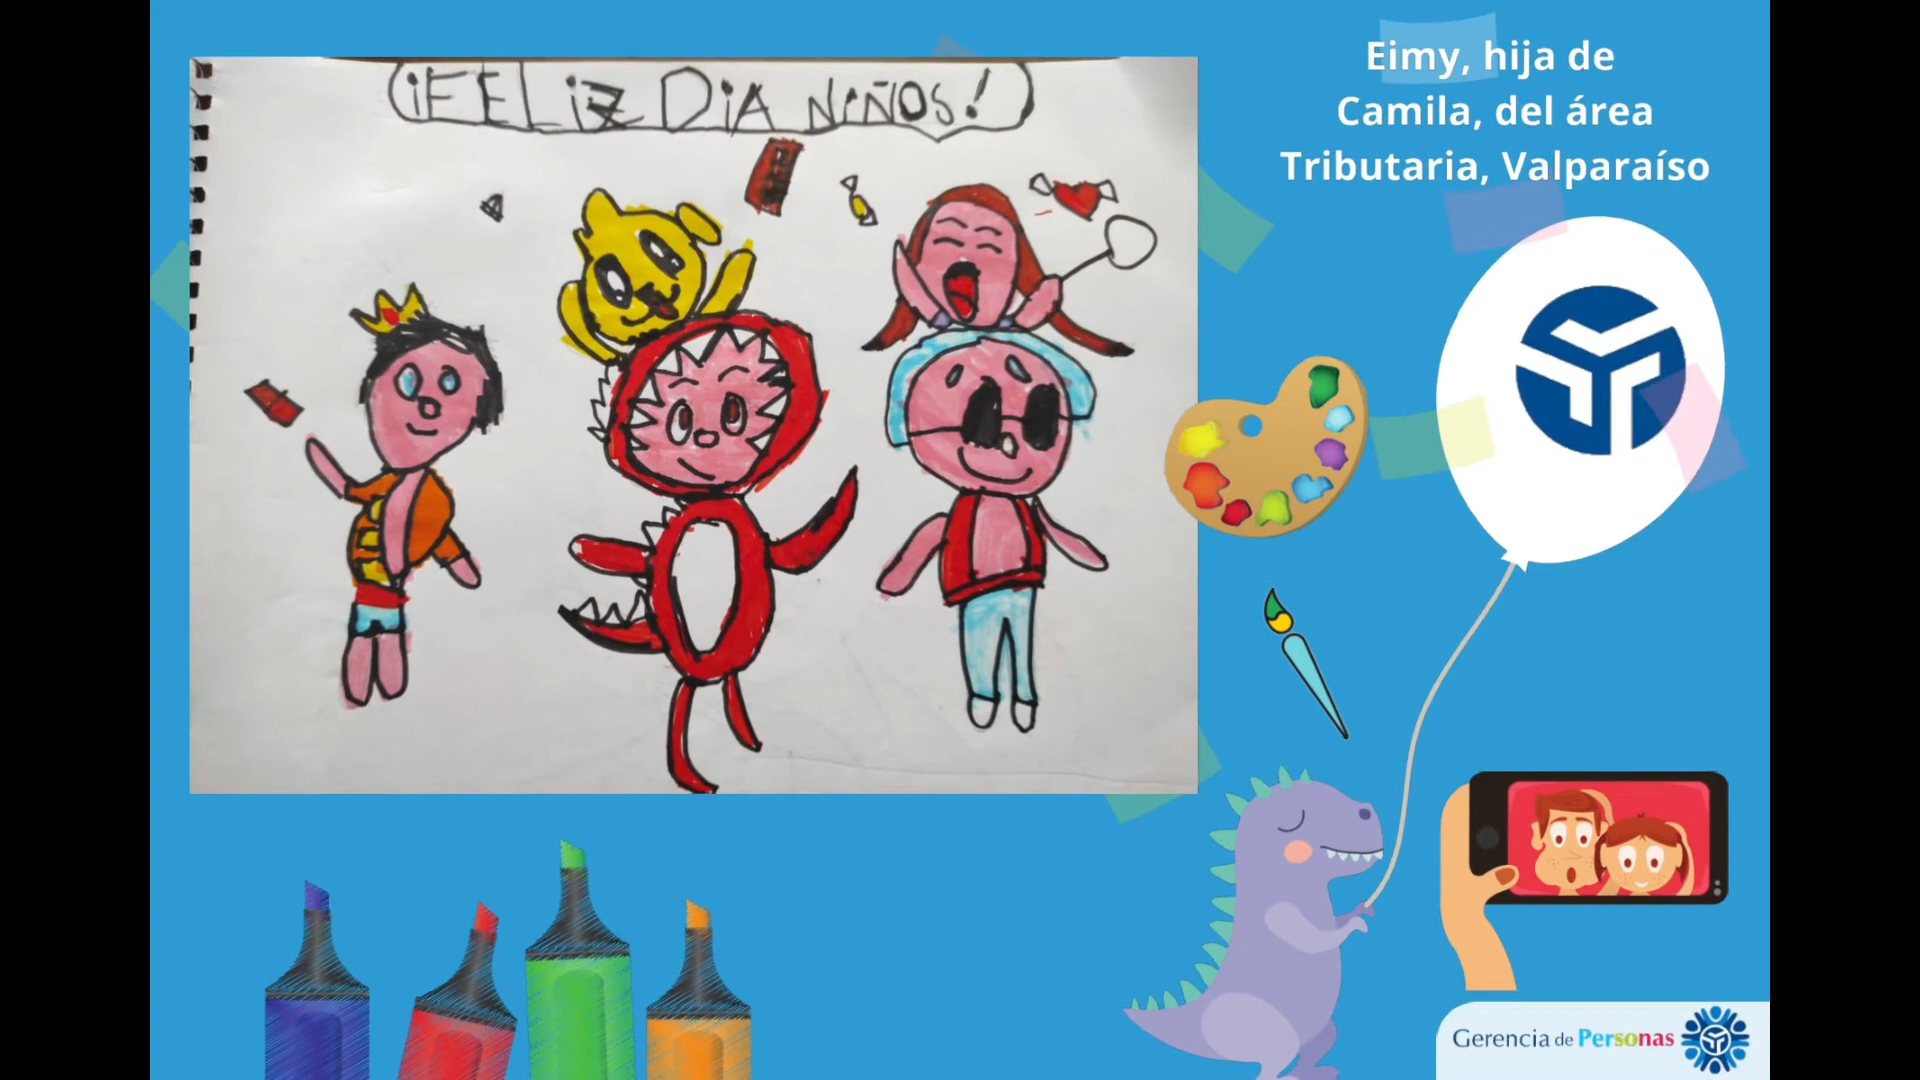 ¡FELiZ DiA NiÑOS!
Eimy, hija de
Camila, del área
Tributaria, Valparaíso
Gerencia de Personas